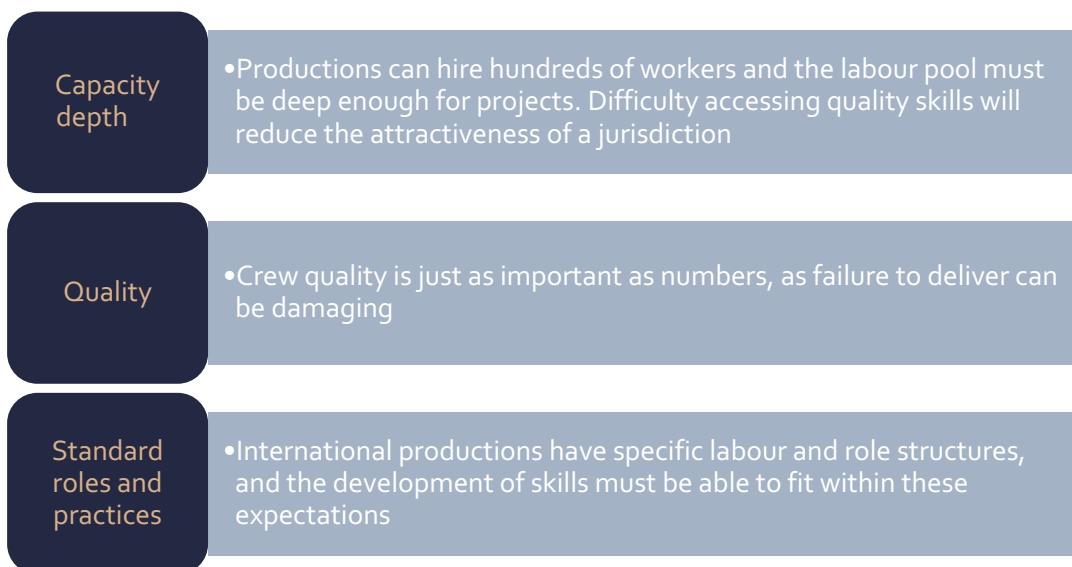 Capacity
depth
•Productions can hire hundreds of workers and the labour pool must
be deep enough for projects. Difficulty accessing quality skills will
reduce the attractiveness of a jurisdiction
Quality
•Crew quality is just as important as numbers, as failure to deliver can
be damaging
Standard
roles and
practices
•International productions have specific labour and role structures,
and the development of skills must be able to fit within these
expectations